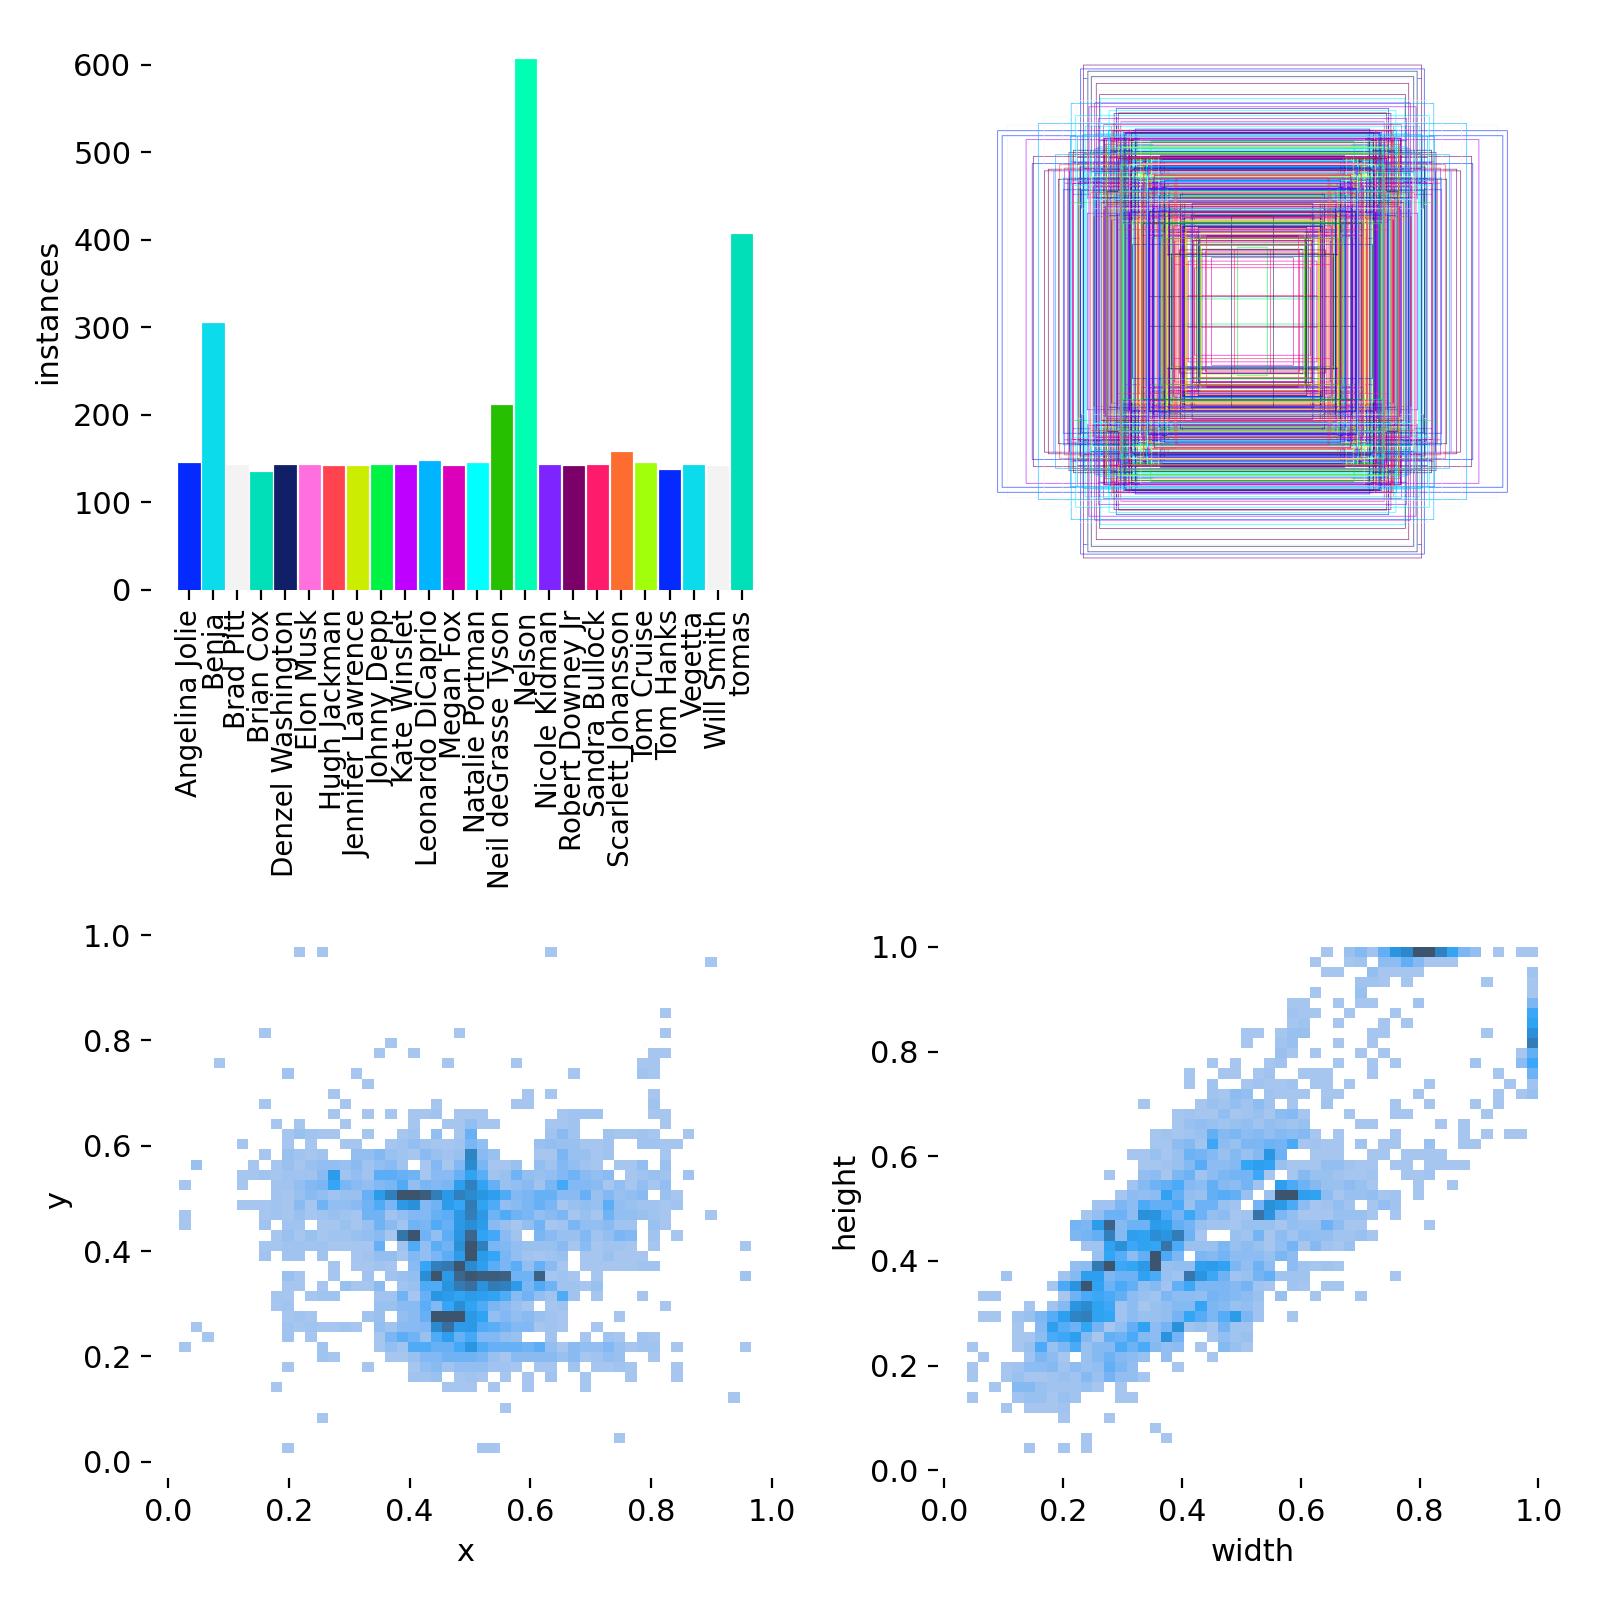 600
500
400
300
200
100
0
instances
Angelina Jolie
Benja
Brad Pitt
Brian Cox
Denzel Washington
Elon Musk
Hugh Jackman
Jennifer Lawrence
Johnny Depp
Kate Winslet
Leonardo DiCaprio
Megan Fox
Natalie Portman
Neil deGrasse Tyson
Nelson
Nicole Kidman
Robert Downey Jr
Sandra Bullock
Scarlett Johansson
Tom Cruise
Tom Hanks
Vegetta
Will Smith
tomas
1.0
0.8
0.6
0.4
0.2
0.0
y
0.0 0.2 0.4 0.6 0.8 1.0
x
1.0
0.8
0.6
0.4
0.2
0.0
height
0.0 0.2 0.4 0.6 0.8 1.0
width